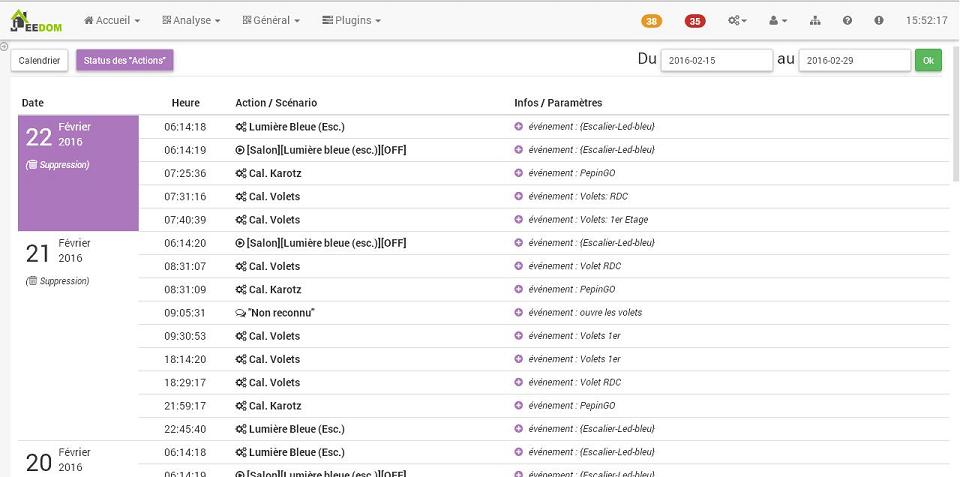 JEEDOM Accueil Analyse Général Plugins 38 35 15:52:17
Calendrier Status des "Actions" Du 2016-02-15 au 2016-02-29 Ok
Date Heure Action / Scénario Infos / Paramètres
22 Février 2016 (Suppression)
06:14:18 Lumière Bleue (Esc.) événement : {Escalier-Led-bleu}
06:14:19 [Salon][Lumière bleue (esc.)][OFF] événement : {Escalier-Led-bleu}
07:25:36 Cal. Karotz événement : PepinGO
07:31:16 Cal. Volets événement : Volets: RDC
07:40:39 Cal. Volets événement : Volets: 1er Etage
21 Février 2016 (Suppression)
06:14:20 [Salon][Lumière bleue (esc.)][OFF] événement : {Escalier-Led-bleu}
08:31:07 Cal. Volets événement : Volet RDC
08:31:09 Cal. Karotz événement : PepinGO
09:05:31 "Non reconnu" événement : ouvre les volets
09:30:53 Cal. Volets événement : Volets 1er
18:14:20 Cal. Volets événement : Volets 1er
18:29:17 Cal. Volets événement : Volet RDC
21:59:17 Cal. Karotz événement : PepinGO
22:45:40 Lumière Bleue (Esc.) événement : {Escalier-Led-bleu}
20 Février 2016
06:14:18 Lumière Bleue (Esc.) événement : {Escalier-Led-bleu}
06:14:19 [Salon][Lumière bleue (esc.)][OFF] événement : {Escalier-Led-bleu}